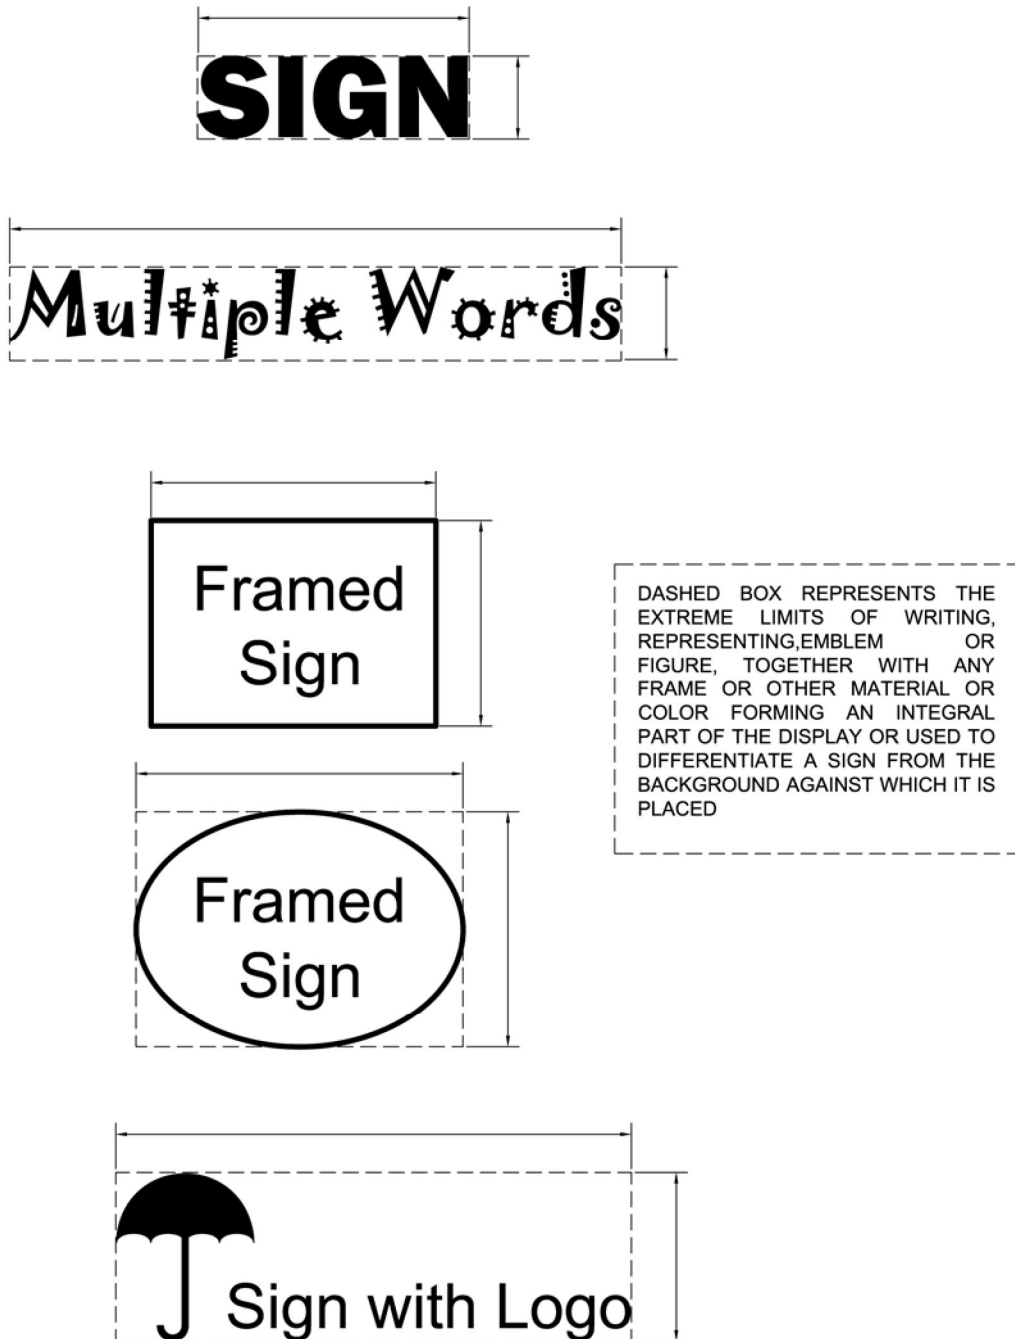 SIGN
Multiple Words
Framed
Sign
DASHED BOX REPRESENTS THE
EXTREME LIMITS OF WRITING,
REPRESENTING,EMBLEM OR
FIGURE, TOGETHER WITH ANY
FRAME OR OTHER MATERIAL OR
COLOR FORMING AN INTEGRAL
PART OF THE DISPLAY OR USED TO
DIFFERENTIATE A SIGN FROM THE
BACKGROUND AGAINST WHICH IT IS
PLACED
Framed
Sign
Sign with Logo